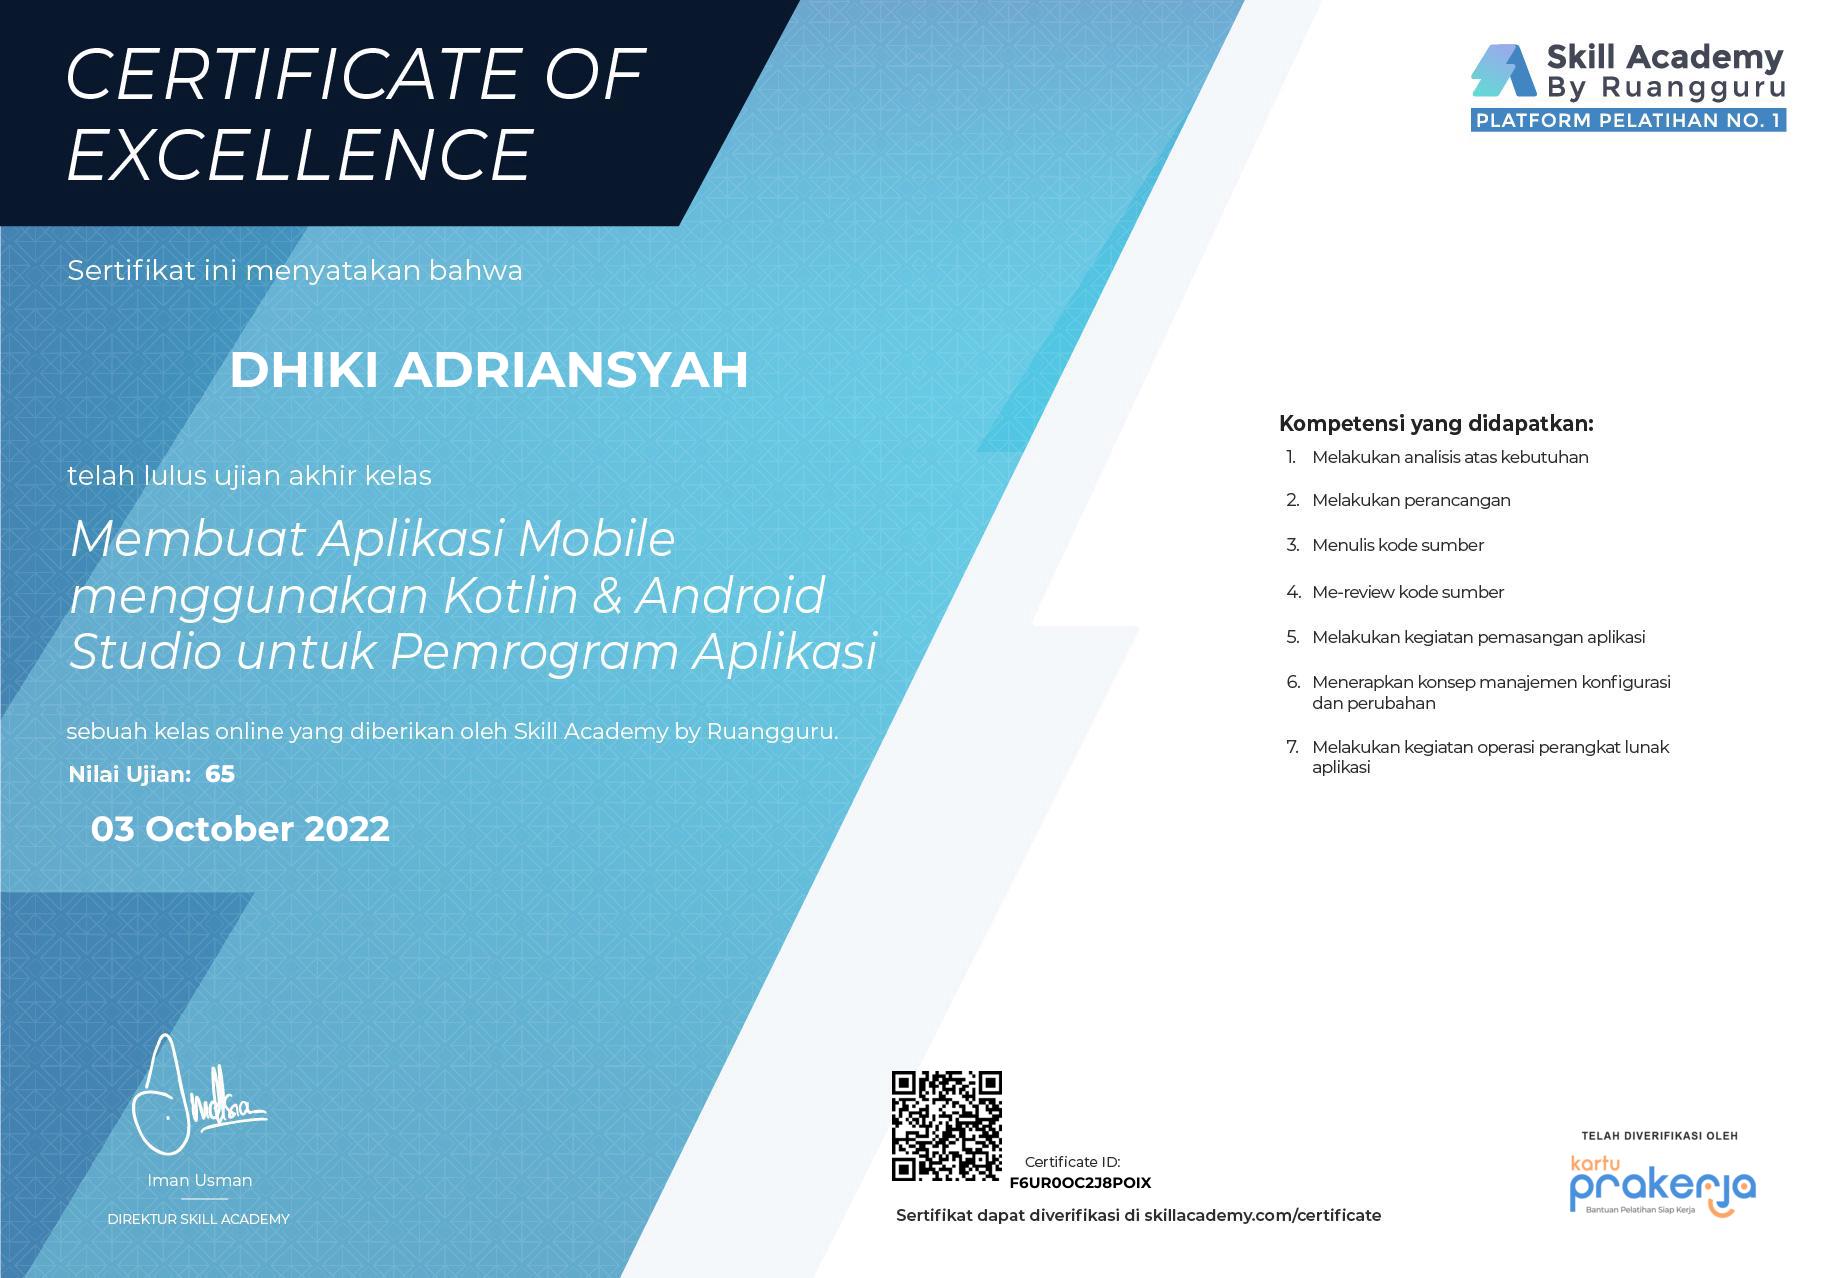 CERTIFICATE OF
EXCELLENCE
Skill Academy
By Ruangguru
PLATFORM PELATIHAN NO. 1
Sertifikat ini menyatakan bahwa
DHIKI ADRIANSYAH
telah lulus ujian akhir kelas
Membuat Aplikasi Mobile
menggunakan Kotlin & Android
Studio untuk Pemrogram Aplikasi
sebuah kelas online yang diberikan oleh Skill Academy by Ruangguru.
Nilai Ujian: 65
03 October 2022
Iman Usman
DIREKTUR SKILL ACADEMY
Kompetensi yang didapatkan:
1. Melakukan analisis atas kebutuhan
2. Melakukan perancangan
3. Menulis kode sumber
4. Me-review kode sumber
5. Melakukan kegiatan pemasangan aplikasi
6. Menerapkan konsep manajemen konfigurasi
dan perubahan
7. Melakukan kegiatan operasi perangkat lunak
aplikasi
Certificate ID:
F6UR0OC2J8POIX
Sertifikat dapat diverifikasi di skillacademy.com/certificate
TELAH DIVERIFIKASI OLEH
kartu
prakerja
Bantuan Pelatihan Siap Kerja